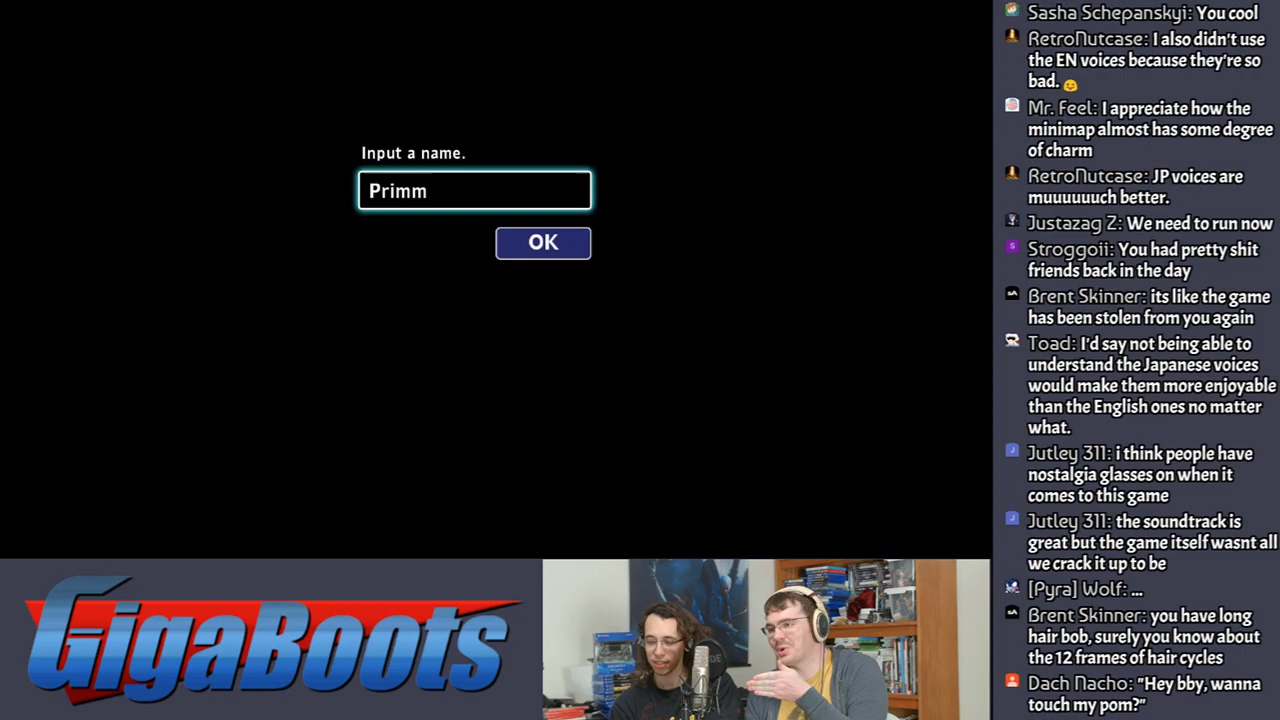 Input a name.
Primm
OK
GigaBoots
Sasha Schepanskyi: You cool
RetroNutcase: I also didn't use
the EN voices because they're so
bad.
Mr. Feel: I appreciate how the
minimap almost has some degree
of charm
RetroNutcase: JP voices are
muuuuuuch better.
Justazag Z: We need to run now
S
Stroggoii: You had pretty shit
friends back in the day
sA
Brent Skinner: its like the game
has been stolen from you again
Toad: I'd say not being able to
understand the Japanese voices
would make them more enjoyable
than the English ones no matter
what.
J
Jutley 311: i think people have
nostalgia glasses on when it
comes to this game
J
Jutley 311: the soundtrack is
great but the game itself wasnt all
we crack it up to be
[Pyra] Wolf: ...
sA
Brent Skinner: you have long
hair bob, surely you know about
the 12 frames of hair cycles
Dach Nacho: "Hey bby, wanna
touch my pom?"